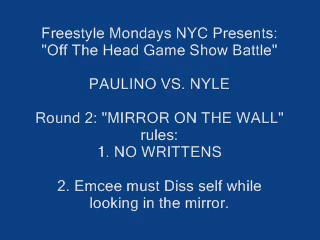 Freestyle Mondays NYC Presents:
"Off The Head Game Show Battle"
PAULINO VS. NYLE
Round 2: "MIRROR ON THE WALL"
rules:
1. NO WRITTENS
2. Emcee must Diss self while
looking in the mirror.